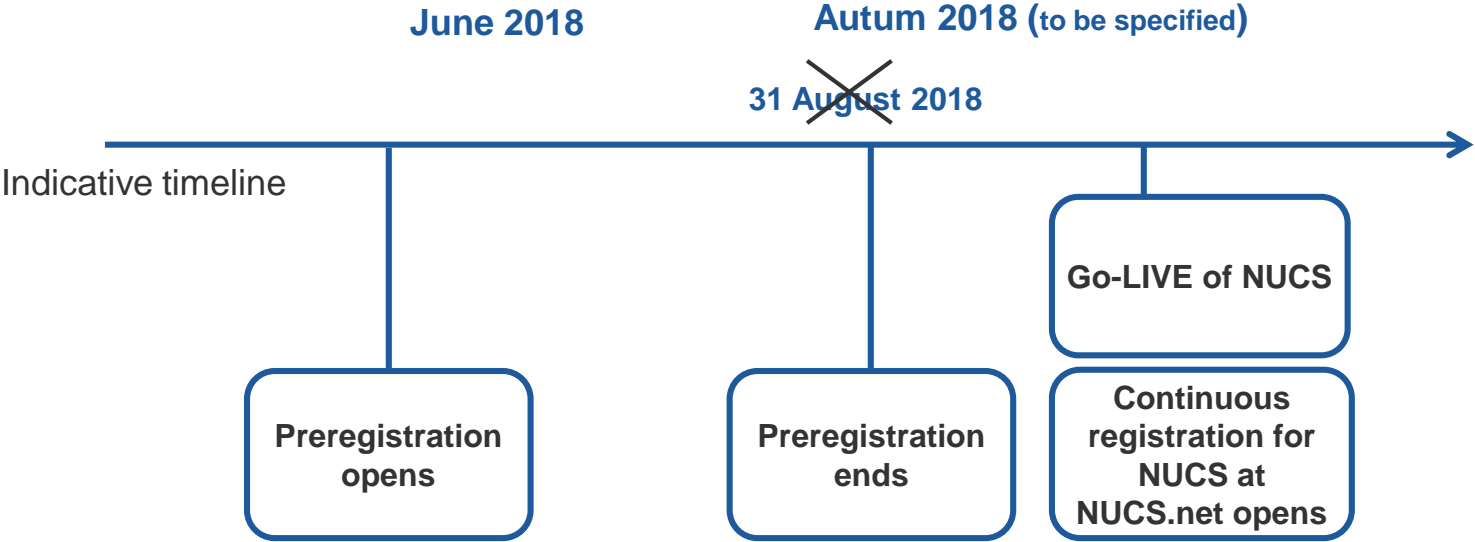 June 2018
Autum 2018 (to be specified)
31 August 2018
Indicative timeline
Go-LIVE of NUCS
Preregistration
opens
Preregistration
ends
Continuous
registration for
NUCS at
NUCS.net opens